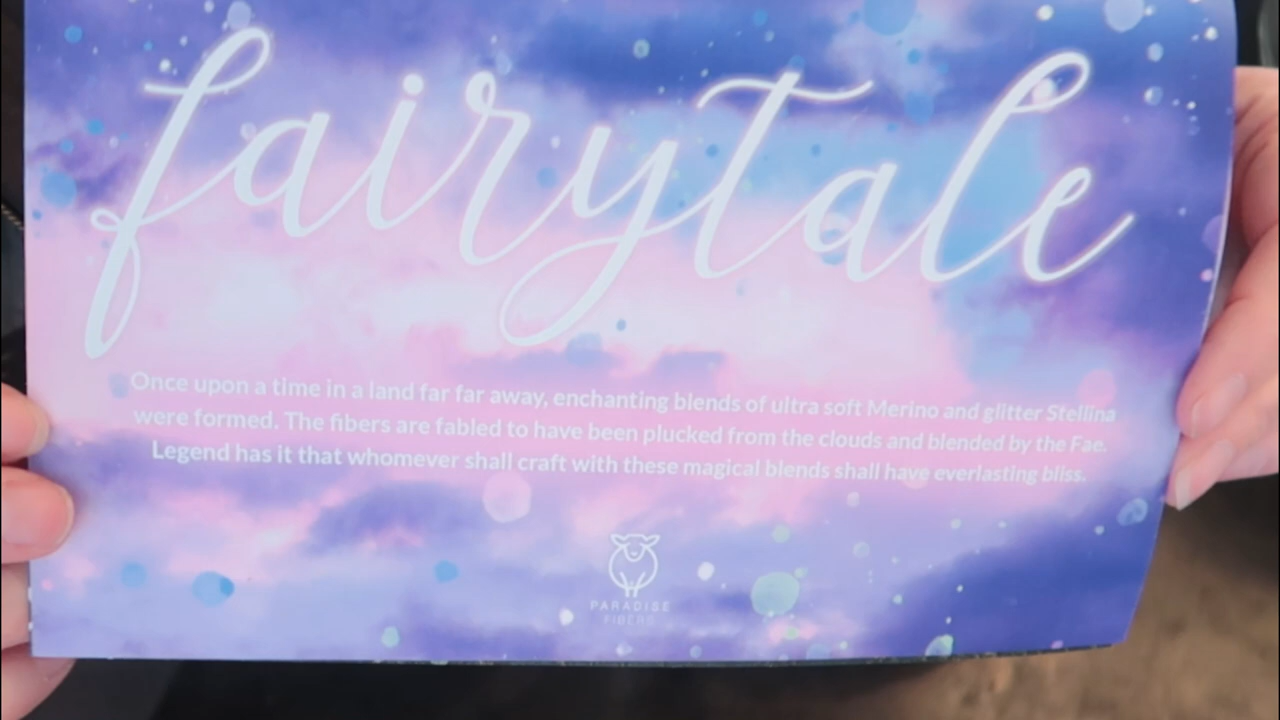 fairytale
Once upon a time in a land far far away, enchanting blends of ultra soft Merino and glitter Stellina
were formed. The fibers are fabled to have been plucked from the clouds and blended by the Fae.
Legend has it that whomever shall craft with these magical blends shall have everlasting bliss.
PARADISE
FIBERS